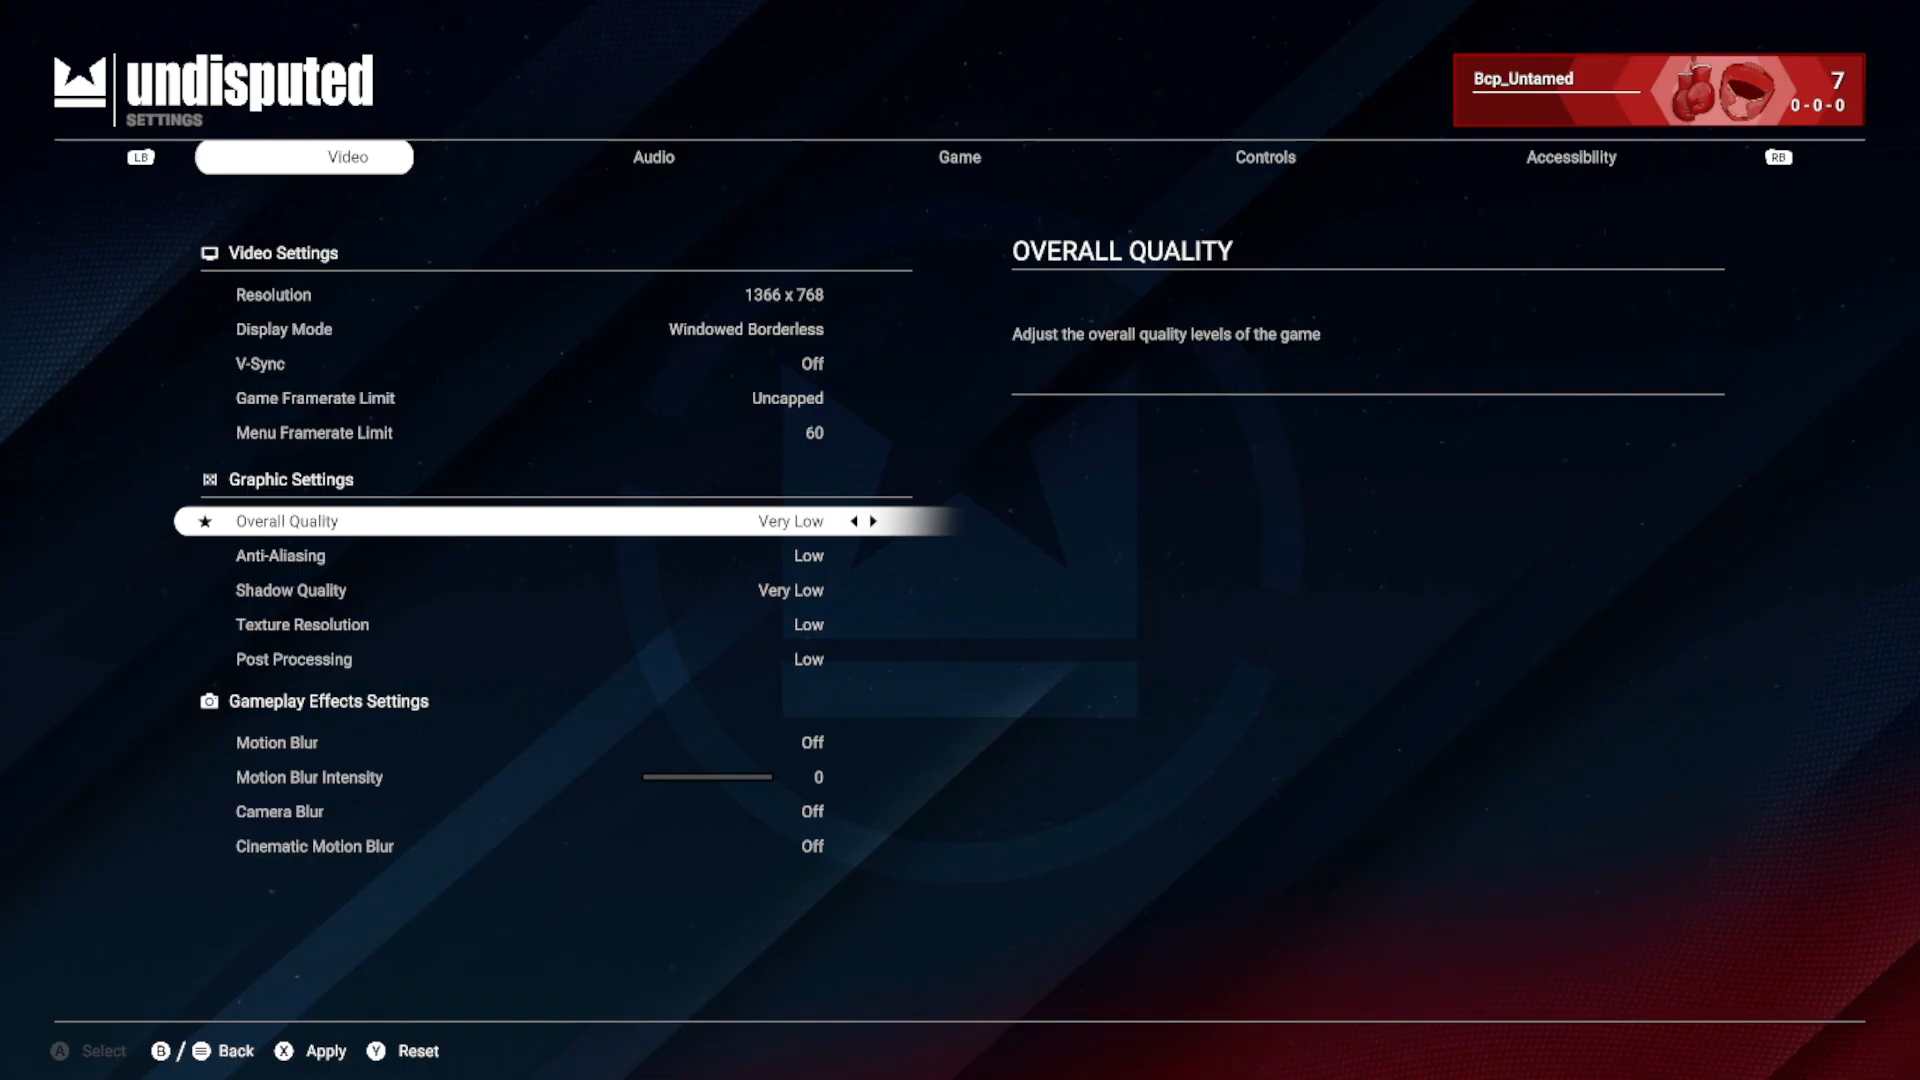 undisputed
SETTINGS
Bcp_Untamed
7
0-0-0
LB Video Audio Game Controls Accessibility RB
Video Settings
Resolution 1366 x 768
Display Mode Windowed Borderless
V-Sync Off
Game Framerate Limit Uncapped
Menu Framerate Limit 60
Graphic Settings
Overall Quality Very Low
Anti-Aliasing Low
Shadow Quality Very Low
Texture Resolution Low
Post Processing Low
Gameplay Effects Settings
Motion Blur Off
Motion Blur Intensity 0
Camera Blur Off
Cinematic Motion Blur Off
OVERALL QUALITY
Adjust the overall quality levels of the game
A Select B / Back X Apply Y Reset